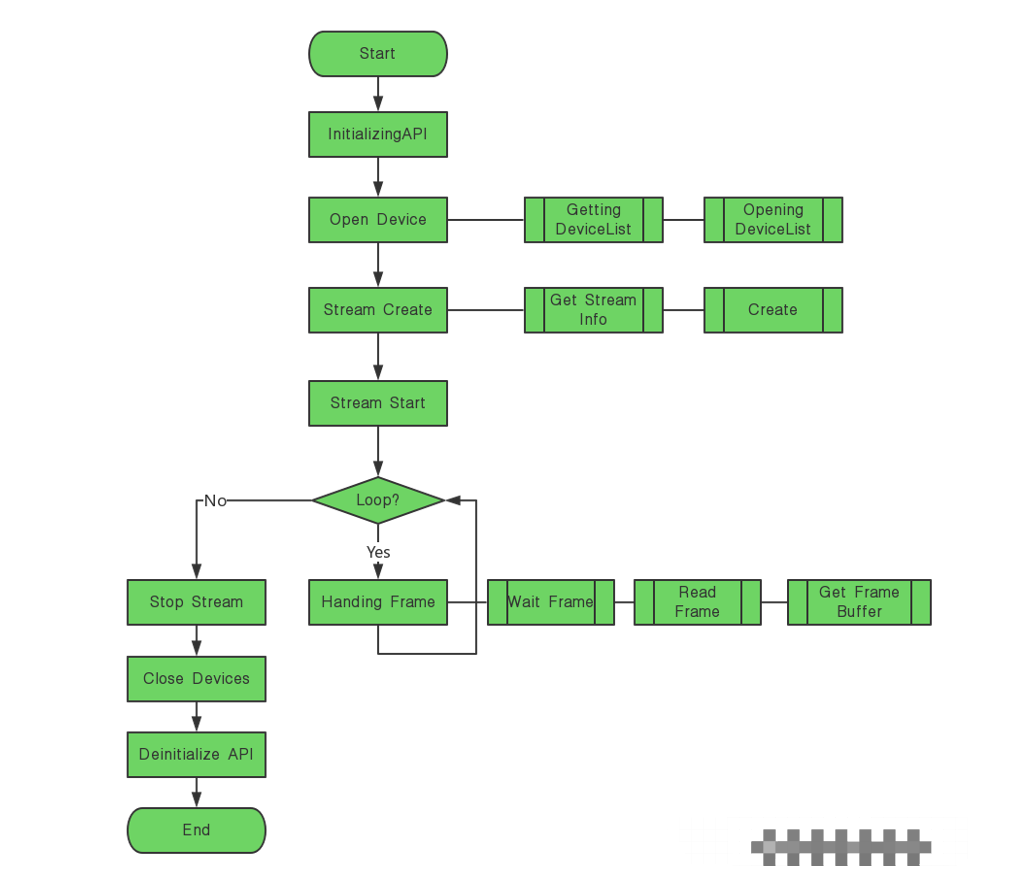 Start
InitializingAPI
Open Device
Getting
DeviceList
Opening
DeviceList
Stream Create
Get Stream
Info
Create
Stream Start
Loop?
No
Yes
Stop Stream
Handing Frame
Wait Frame
Read
Frame
Get Frame
Buffer
Close Devices
Deinitialize API
End